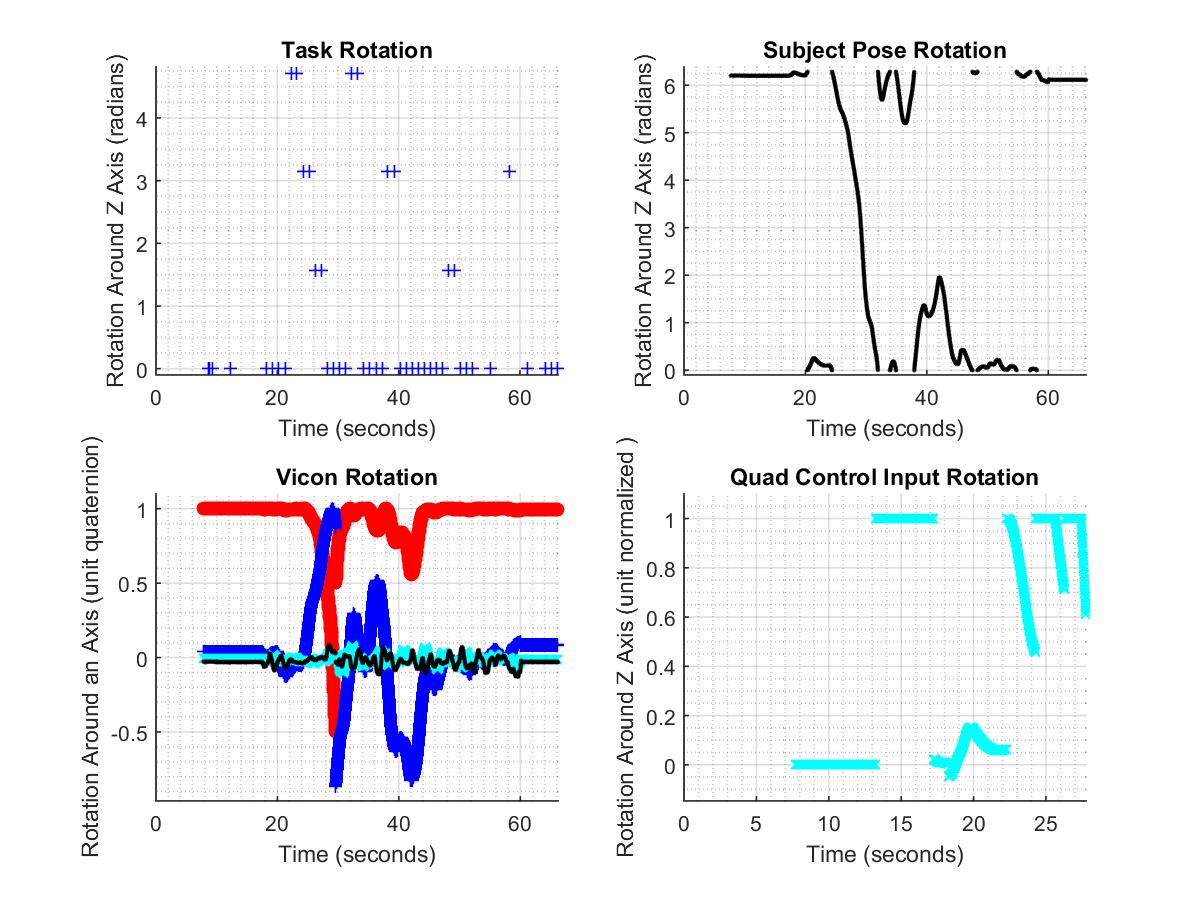 Task Rotation
Rotation Around Z Axis (radians)
4
3
2
1
0
0 20 40 60
Time (seconds)
Subject Pose Rotation
Rotation Around Z Axis (radians)
6
5
4
3
2
1
0
0 20 40 60
Time (seconds)
Vicon Rotation
Rotation Around an Axis (unit quaternion)
1
0.5
0
-0.5
0 20 40 60
Time (seconds)
Quad Control Input Rotation
Rotation Around Z Axis (unit normalized )
1
0.8
0.6
0.4
0.2
0
0 5 10 15 20 25
Time (seconds)